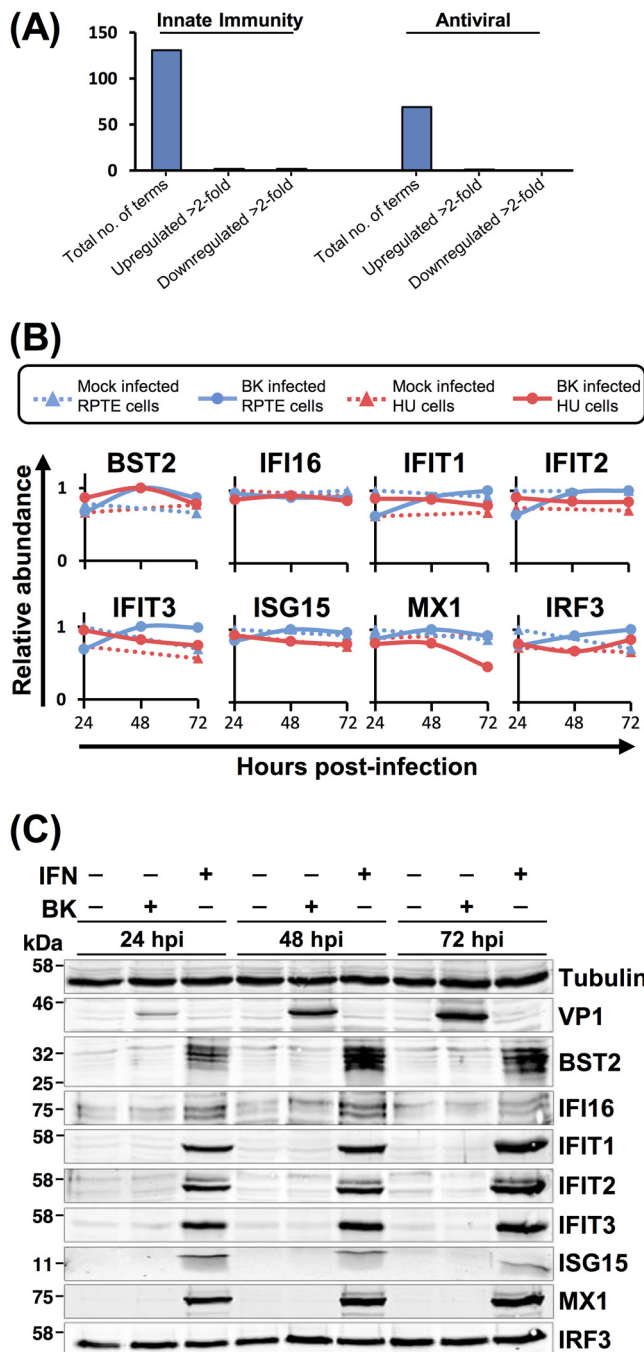 (A)
Innate Immunity
Antiviral
150
100
50
0
Total no. of terms
Upregulated >2-fold
Downregulated >2-fold
Total no. of terms
Upregulated >2-fold
Downregulated >2-fold
(B)
Mock infected
RPTE cells
BK infected
RPTE cells
Mock infected
HU cells
BK infected
HU cells
Relative abundance
BST2
IFI16
IFIT1
IFIT2
1
0
IFIT3
ISG15
MX1
IRF3
1
0
24 48 72 24 48 72 24 48 72 24 48 72
Hours post-infection
(C)
IFN – – + – – + – – +
BK – + – + – +
kDa 24 hpi 48 hpi 72 hpi
58 Tubulin
46 VP1
32 BST2
25
75 IFI16
58 IFIT1
58 IFIT2
58 IFIT3
11 ISG15
75 MX1
58 IRF3